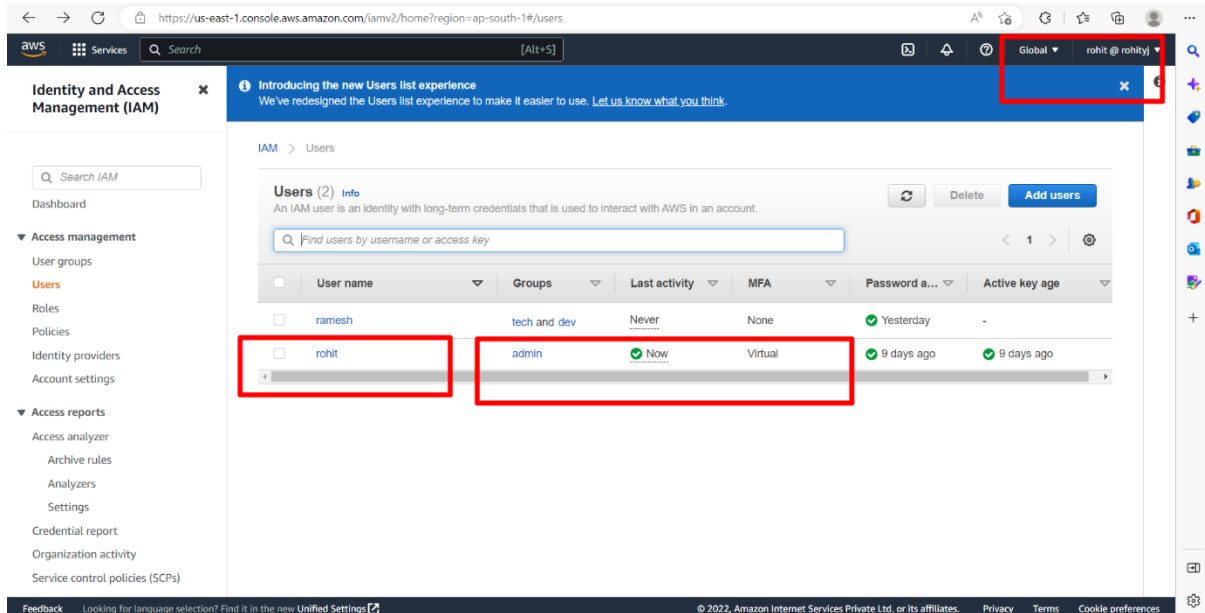 https://us-east-1.console.aws.amazon.com/iamv2/home?region=ap-south-1#/users
aws Services Search [Alt+S] Global rohit @ rohityj
Identity and Access
Management (IAM)
Introducing the new Users list experience
We've redesigned the Users list experience to make it easier to use. Let us know what you think.
IAM > Users
Search IAM
Dashboard
Access management
User groups
Users
Roles
Policies
Identity providers
Account settings
Access reports
Access analyzer
Archive rules
Analyzers
Settings
Credential report
Organization activity
Service control policies (SCPs)
Users (2) Info
An IAM user is an identity with long-term credentials that is used to interact with AWS in an account.
Delete Add users
Find users by username or access key
1
User name Groups Last activity MFA Password a... Active key age
ramesh tech and dev Never None Yesterday -
rohit admin Now Virtual 9 days ago 9 days ago
Feedback Looking for language selection? Find it in the new Unified Settings © 2022, Amazon Internet Services Private Ltd. or its affiliates. Privacy Terms Cookie preferences